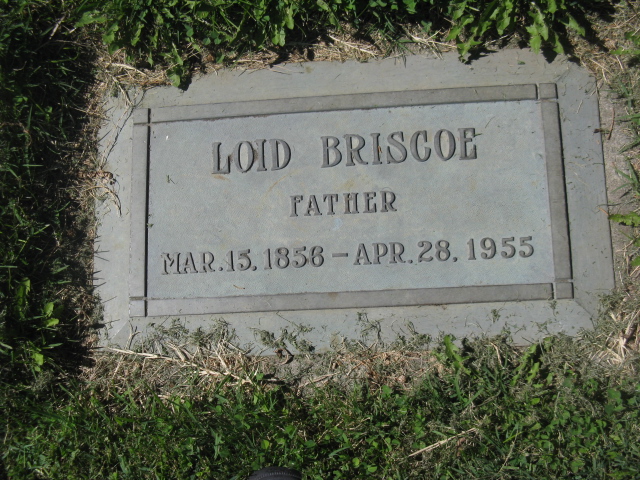 LOID BRISCOE
FATHER
MAR. 15, 1856 – APR. 28, 1955